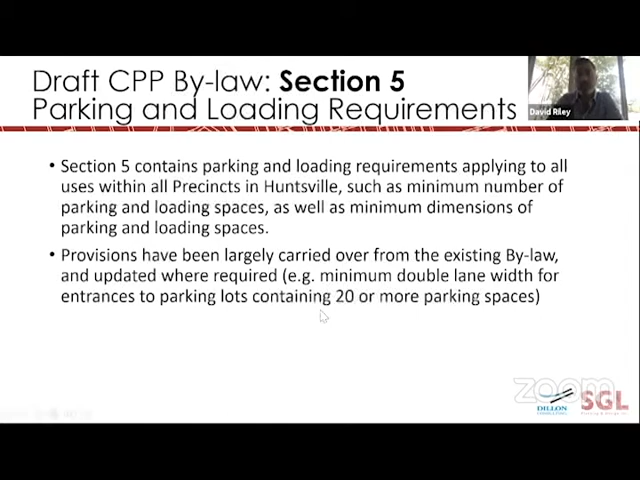 Draft CPP By-law: Section 5
Parking and Loading Requirements
David Riley
• Section 5 contains parking and loading requirements applying to all
uses within all Precincts in Huntsville, such as minimum number of
parking and loading spaces, as well as minimum dimensions of
parking and loading spaces.
• Provisions have been largely carried over from the existing By-law,
and updated where required (e.g. minimum double lane width for
entrances to parking lots containing 20 or more parking spaces)
zoom
DILLON
CONSULTING
SGL